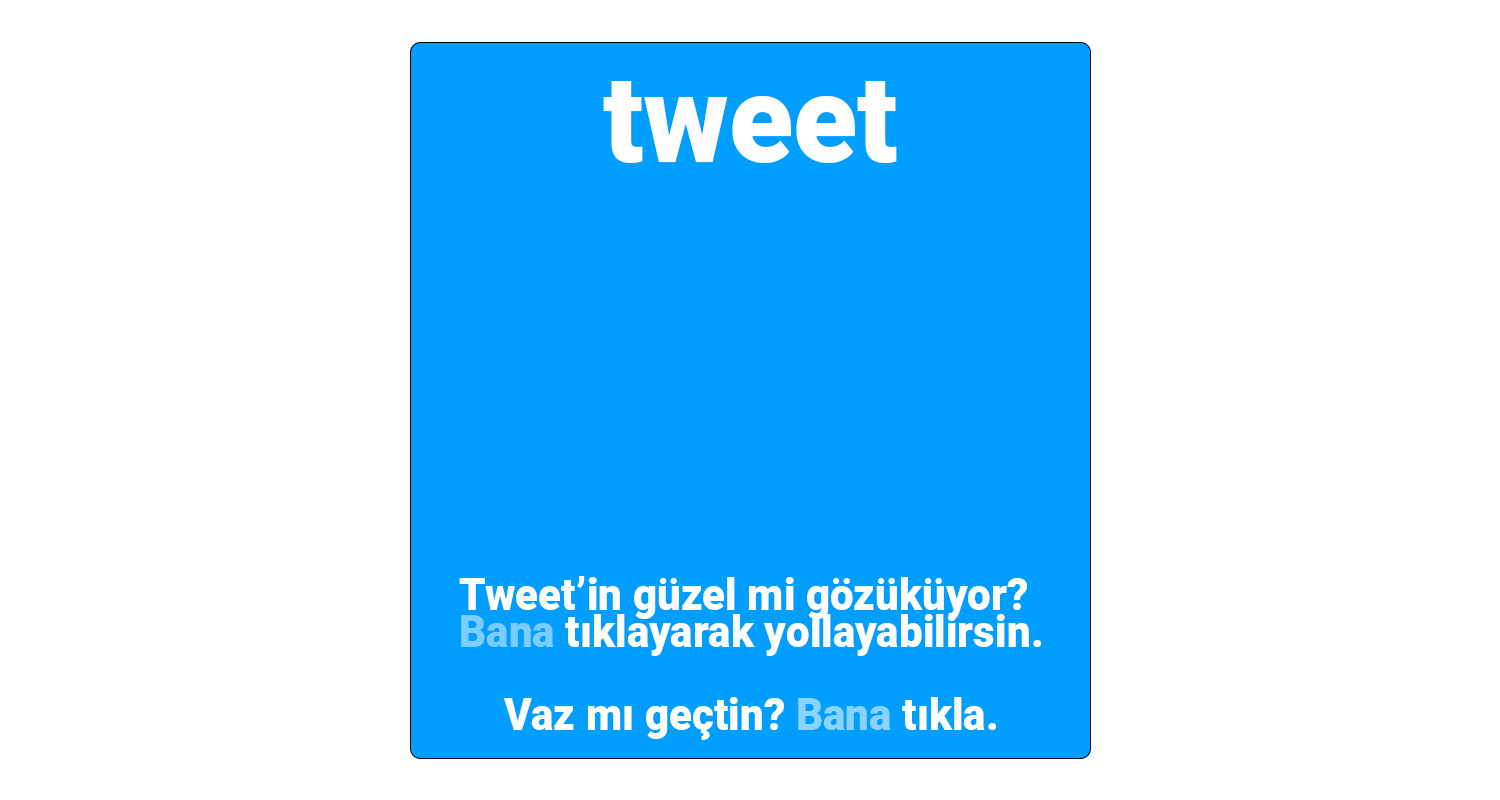 tweet
Tweet’in güzel mi gözüküyor?
Bana tıklayarak yollayabilirsin.
Vaz mı geçtin? Bana tıkla.